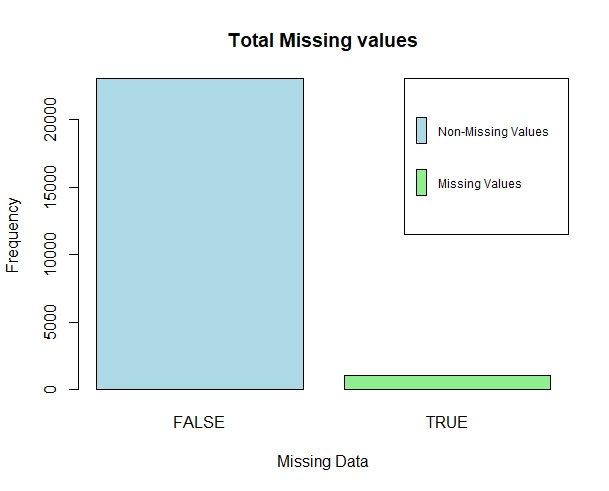 Total Missing values
Non-Missing Values
Missing Values
Frequency
20000
15000
10000
5000
0
FALSE
TRUE
Missing Data